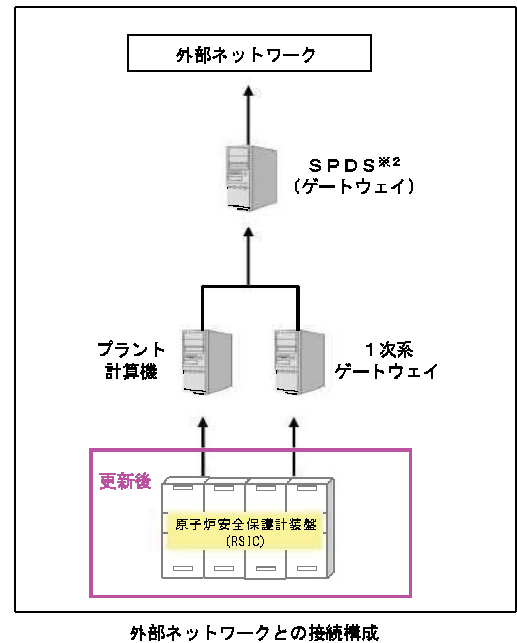 外部ネットワーク
ＳＰＤＳ※２
（ゲートウェイ）
プラント
計算機
１次系
ゲートウェイ
更新後
原子炉安全保護計装盤
(RSIC)
外部ネットワークとの接続構成